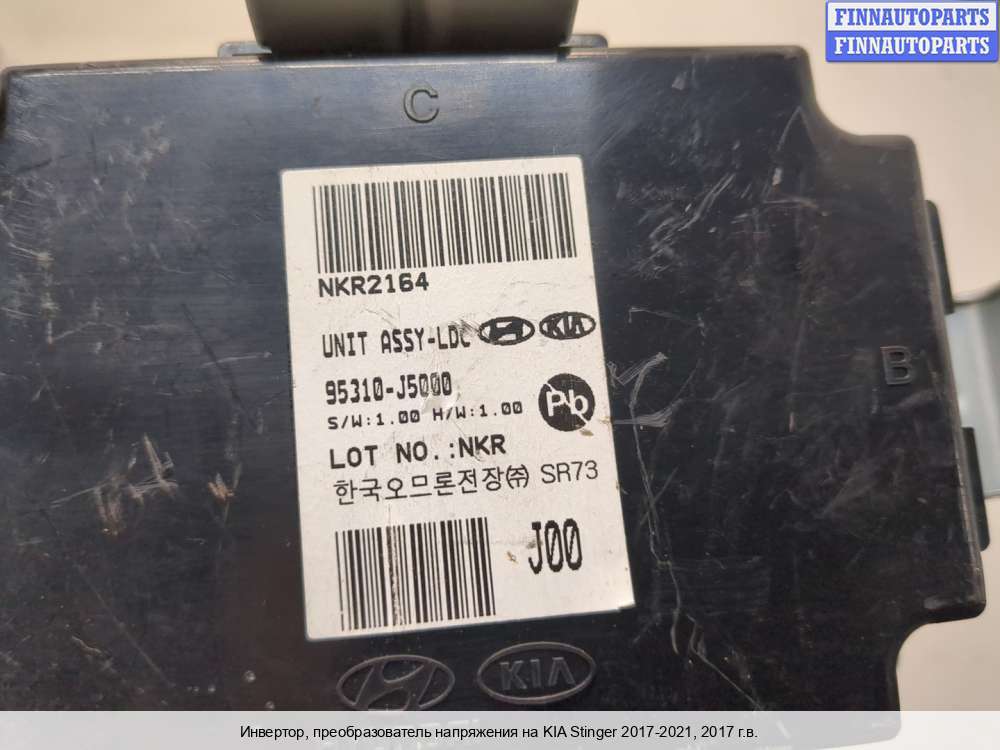 FINNAUTOPARTS
FINNAUTOPARTS
C
NKR2164
UNIT ASSY-LDC KIA
B
95310-J5000
Pb
S/W:1.00 H/W:1.00
LOT NO.:NKR
한국오므론전장㈜ SR73
J00
KIA
Инвертор, преобразователь напряжения на KIA Stinger 2017-2021, 2017 г.в.